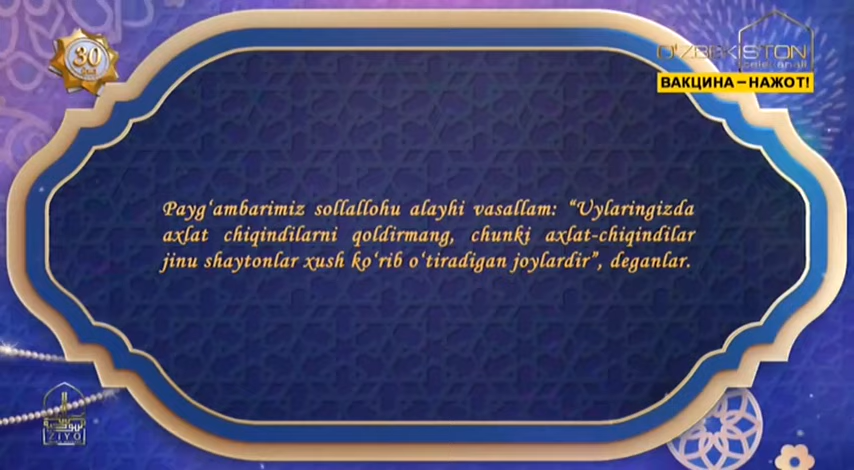 30
O'ZBEKISTON
telekanali
ВАКЦИНА – НАЖОТ!
Payg‘ambarimiz sollallohu alayhi vasallam: “Uylaringizda
axlat chiqindilarni qoldirmang, chunki axlat-chiqindilar
jinu shaytonlar xush ko‘rib o‘tiradigan joylardir”, deganlar.
ZIYO